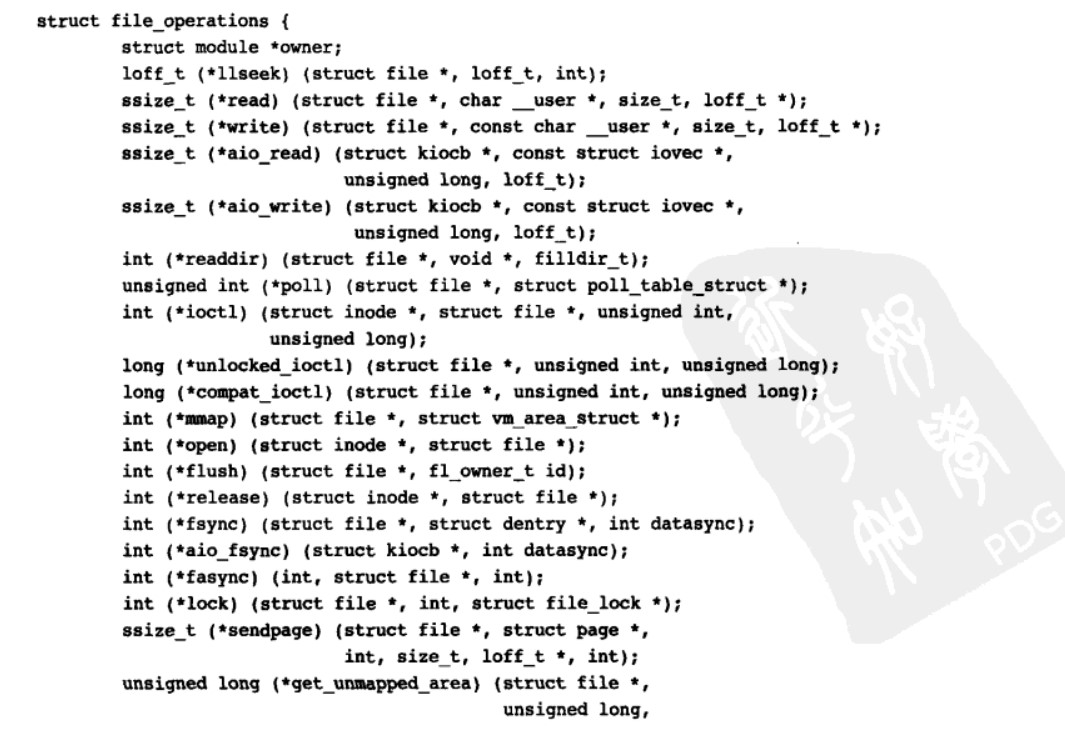 struct file_operations {
struct module *owner;
loff_t (*llseek) (struct file *, loff_t, int);
ssize_t (*read) (struct file *, char __user *, size_t, loff_t *);
ssize_t (*write) (struct file *, const char __user *, size_t, loff_t *);
ssize_t (*aio_read) (struct kiocb *, const struct iovec *,
unsigned long, loff_t);
ssize_t (*aio_write) (struct kiocb *, const struct iovec *,
unsigned long, loff_t);
int (*readdir) (struct file *, void *, filldir_t);
unsigned int (*poll) (struct file *, struct poll_table_struct *);
int (*ioctl) (struct inode *, struct file *, unsigned int,
unsigned long);
long (*unlocked_ioctl) (struct file *, unsigned int, unsigned long);
long (*compat_ioctl) (struct file *, unsigned int, unsigned long);
int (*mmap) (struct file *, struct vm_area_struct *);
int (*open) (struct inode *, struct file *);
int (*flush) (struct file *, fl_owner_t id);
int (*release) (struct inode *, struct file *);
int (*fsync) (struct file *, struct dentry *, int datasync);
int (*aio_fsync) (struct kiocb *, int datasync);
int (*fasync) (int, struct file *, int);
int (*lock) (struct file *, int, struct file_lock *);
ssize_t (*sendpage) (struct file *, struct page *,
int, size_t, loff_t *, int);
unsigned long (*get_unmapped_area) (struct file *,
unsigned long,
PDG